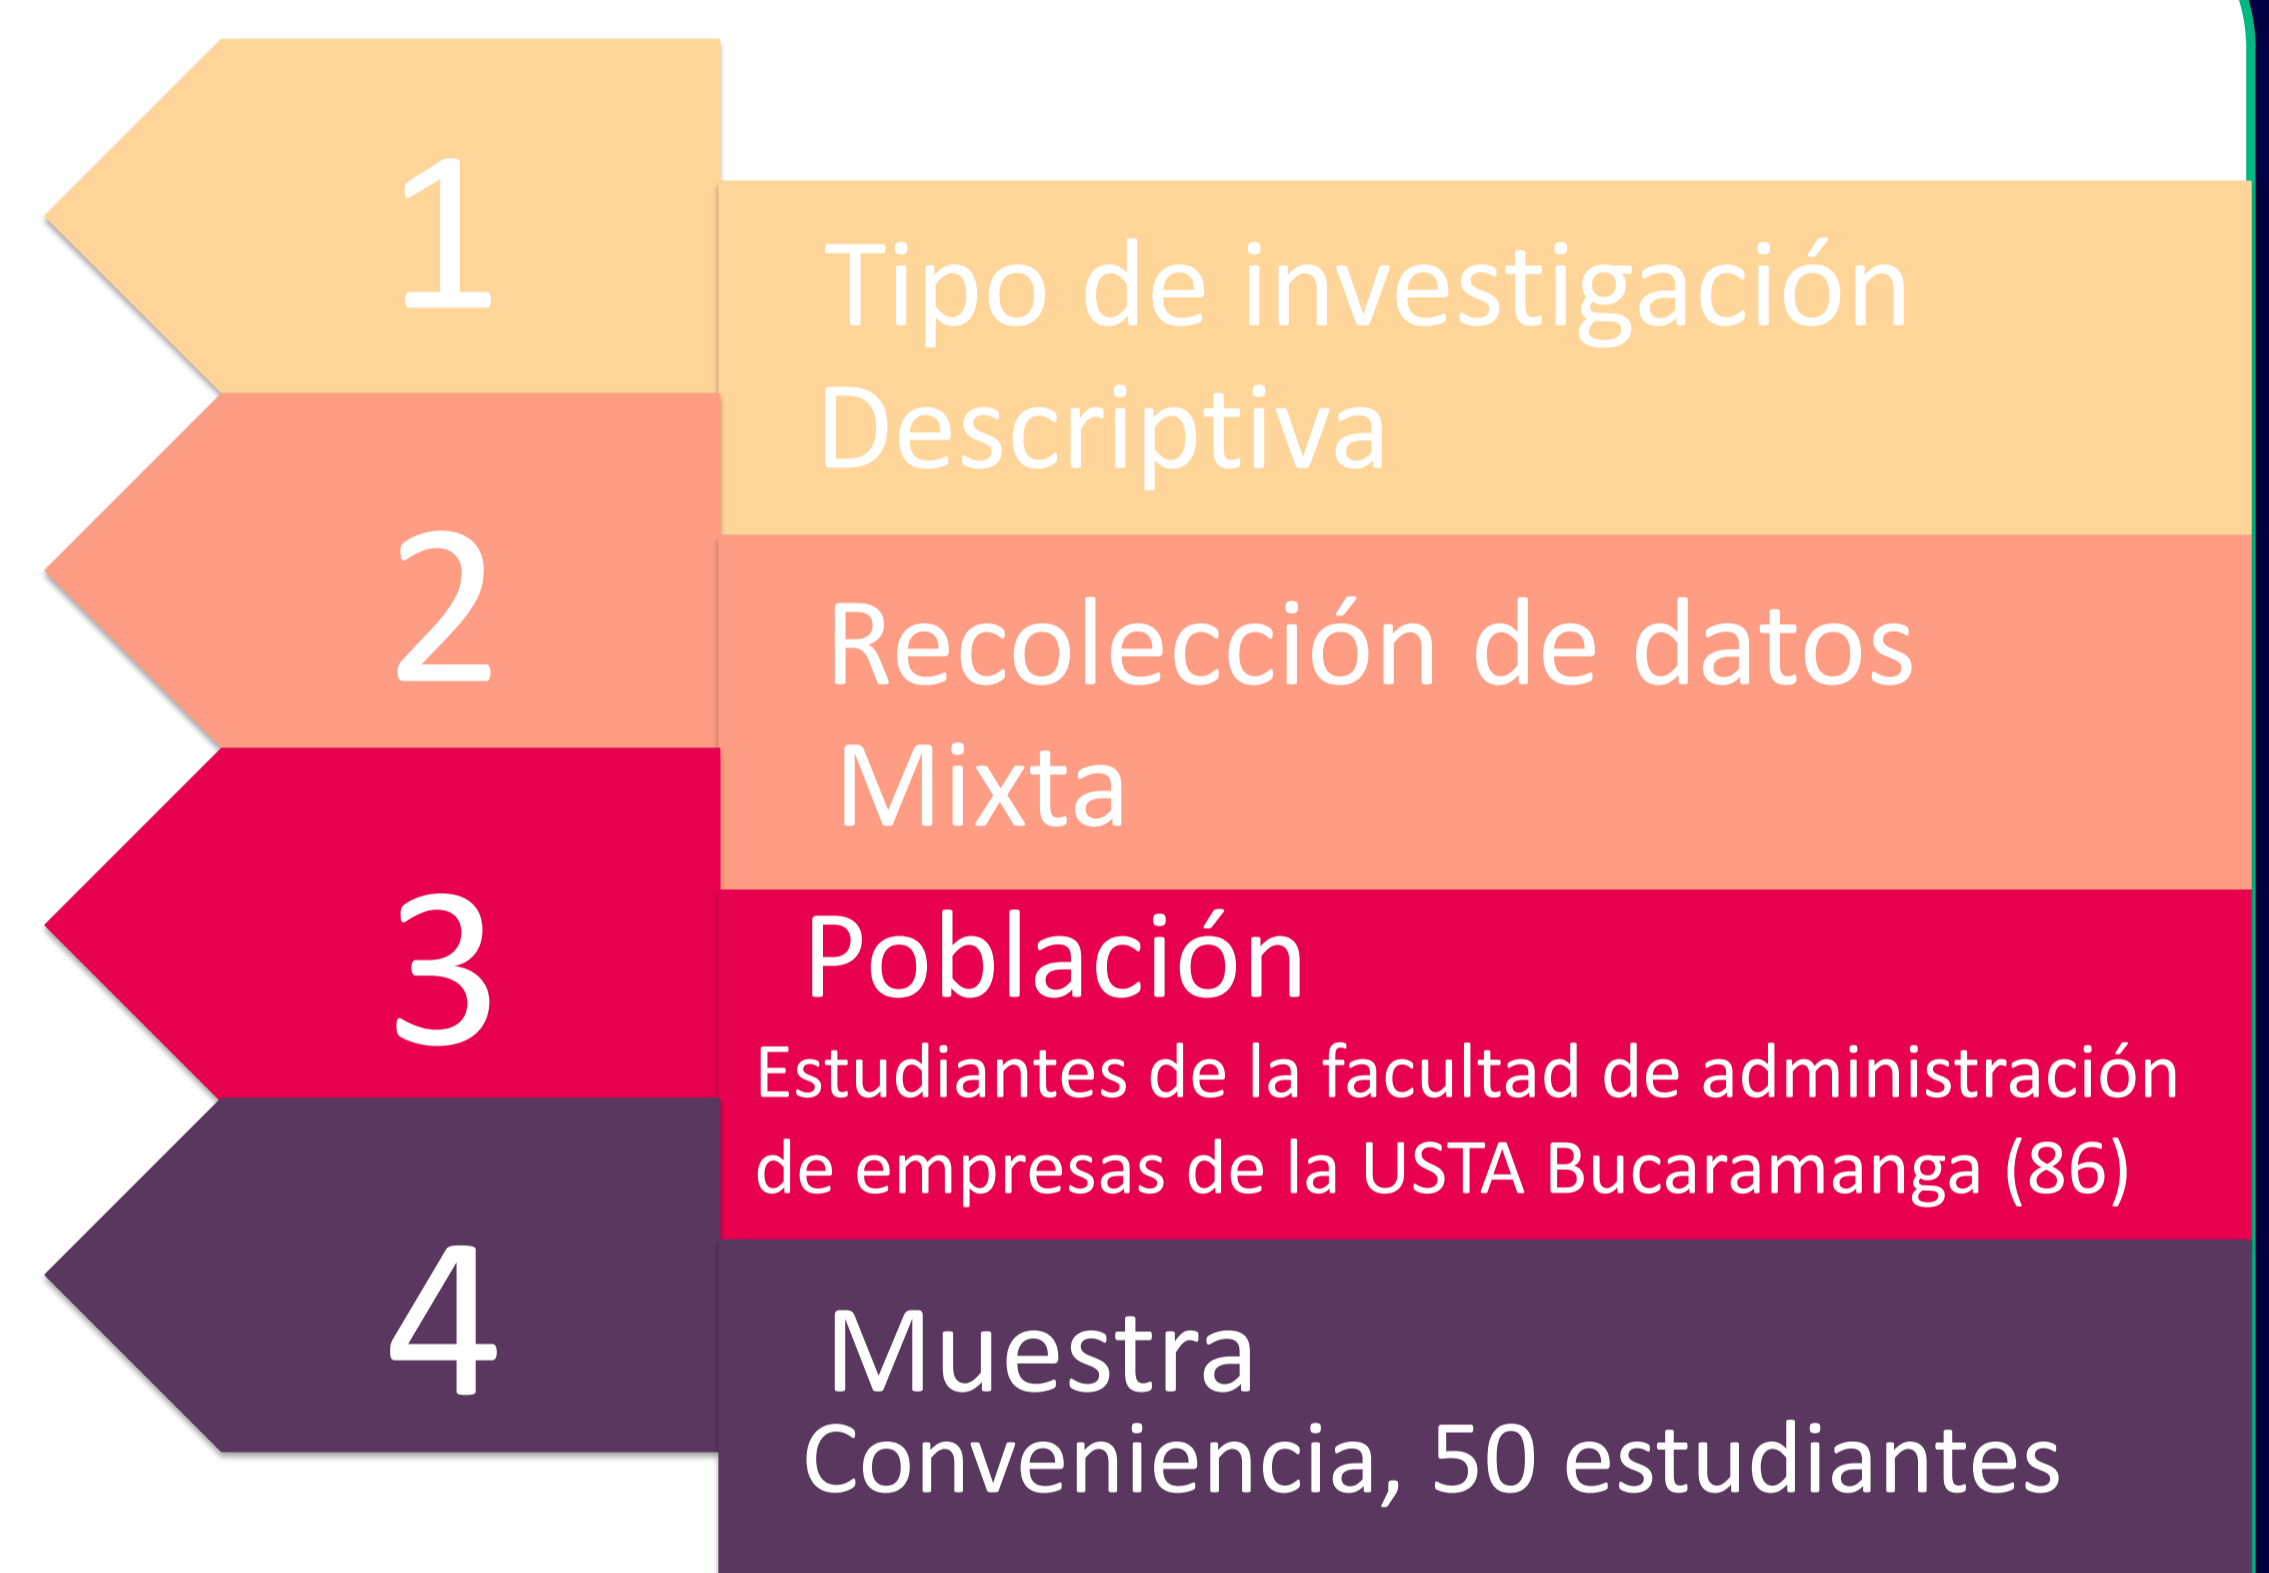 1
Tipo de investigación
Descriptiva
2
Recolección de datos
Mixta
3
Población
Estudiantes de la facultad de administración
de empresas de la USTA Bucaramanga (86)
4
Muestra
Conveniencia, 50 estudiantes